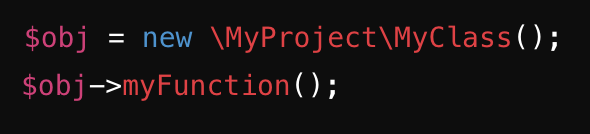 $obj = new \MyProject\MyClass();
$obj->myFunction();